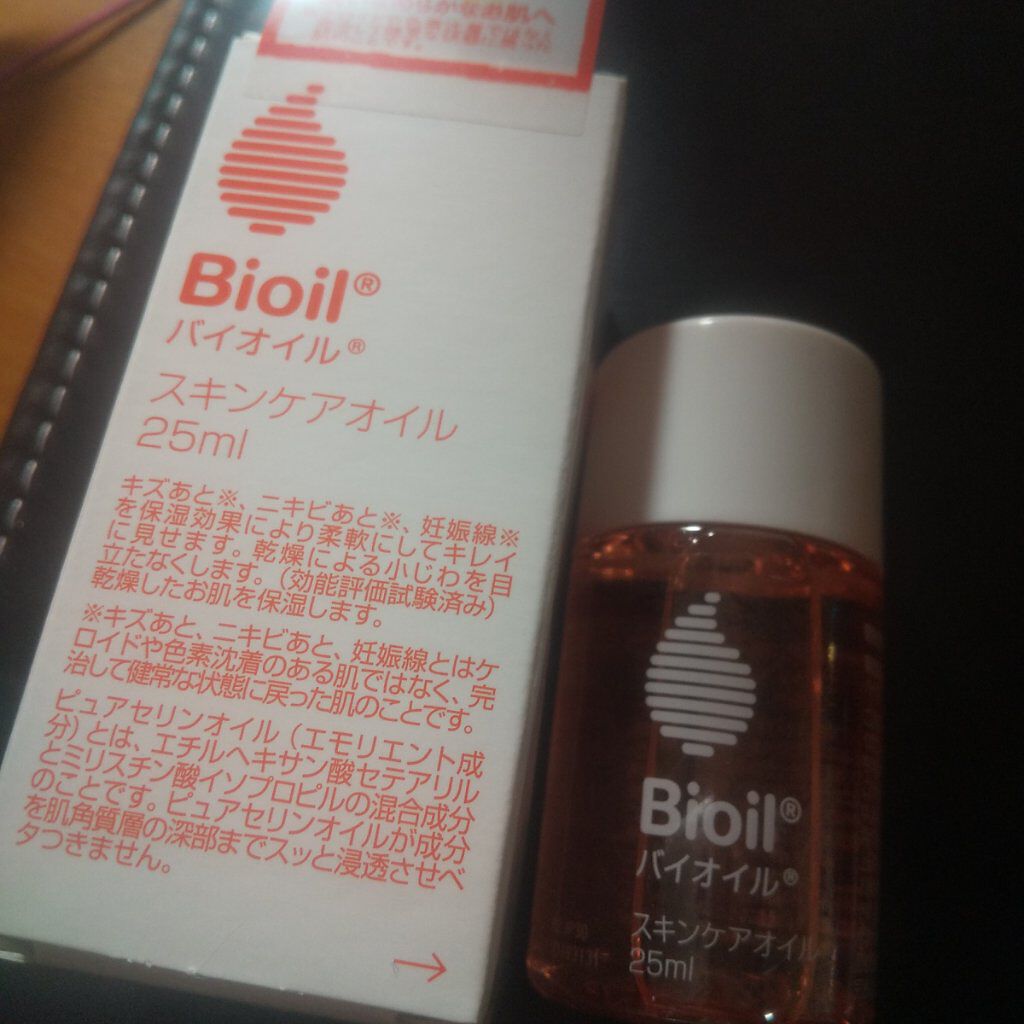 Bioil®
バイオイル®
スキンケアオイル
25ml
キズあと※、ニキビあと※、妊娠線※
を保湿効果により柔軟にしてキレイ
に見せます。乾燥による小じわを目
立たなくします。（効能評価試験済み）
乾燥したお肌を保湿します。
※キズあと、ニキビあと、妊娠線とはケ
ロイドや色素沈着のある肌ではなく、完
治して健常な状態に戻った肌のことです。
ピュアセリンオイル（エモリエント成
分）とは、エチルヘキサン酸セテアリル
とミリスチン酸イソプロピルの混合成分
のことです。ピュアセリンオイルが成分
を肌角質層の深部までスッと浸透させベ
タつきません。
→
Bioil®
バイオイル®
スキンケアオイル
25ml